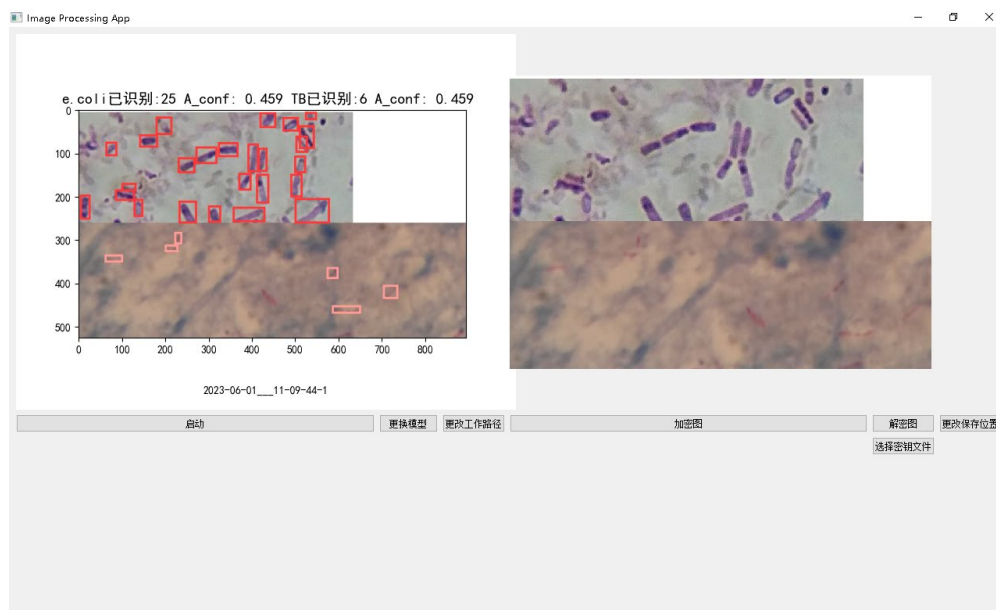 Image Processing App
e.coli已识别:25 A_conf: 0.459 TB已识别:6 A_conf: 0.459
0
100
200
300
400
500
0 100 200 300 400 500 600 700 800
2023-06-01___11-09-44-1
启动 更换模型 更改工作路径 加密图 解密图 更改保存位置
选择密钥文件